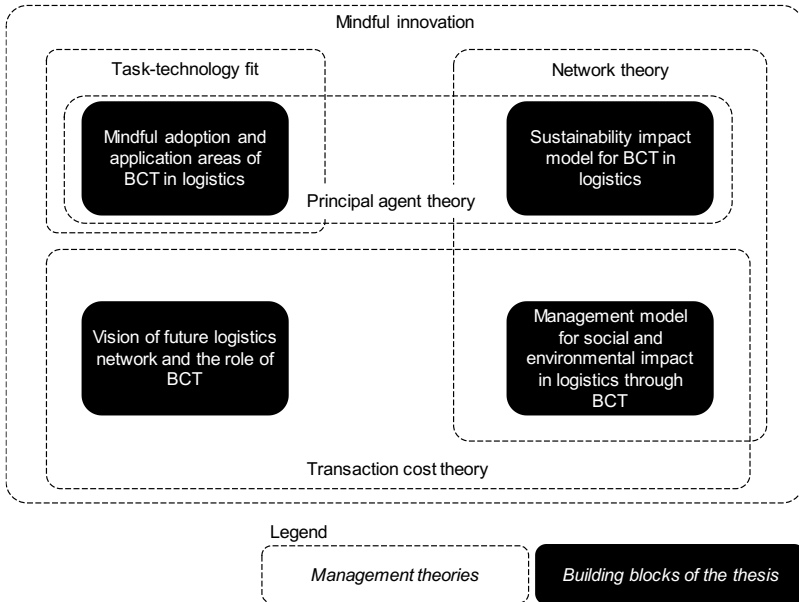 Mindful innovation
Task-technology fit
Network theory
Mindful adoption and
application areas of
BCT in logistics
Sustainability impact
model for BCT in
logistics
Principal agent theory
Vision of future logistics
network and the role of
BCT
Management model
for social and
environmental impact
in logistics through
BCT
Transaction cost theory
Legend
Management theories
Building blocks of the thesis